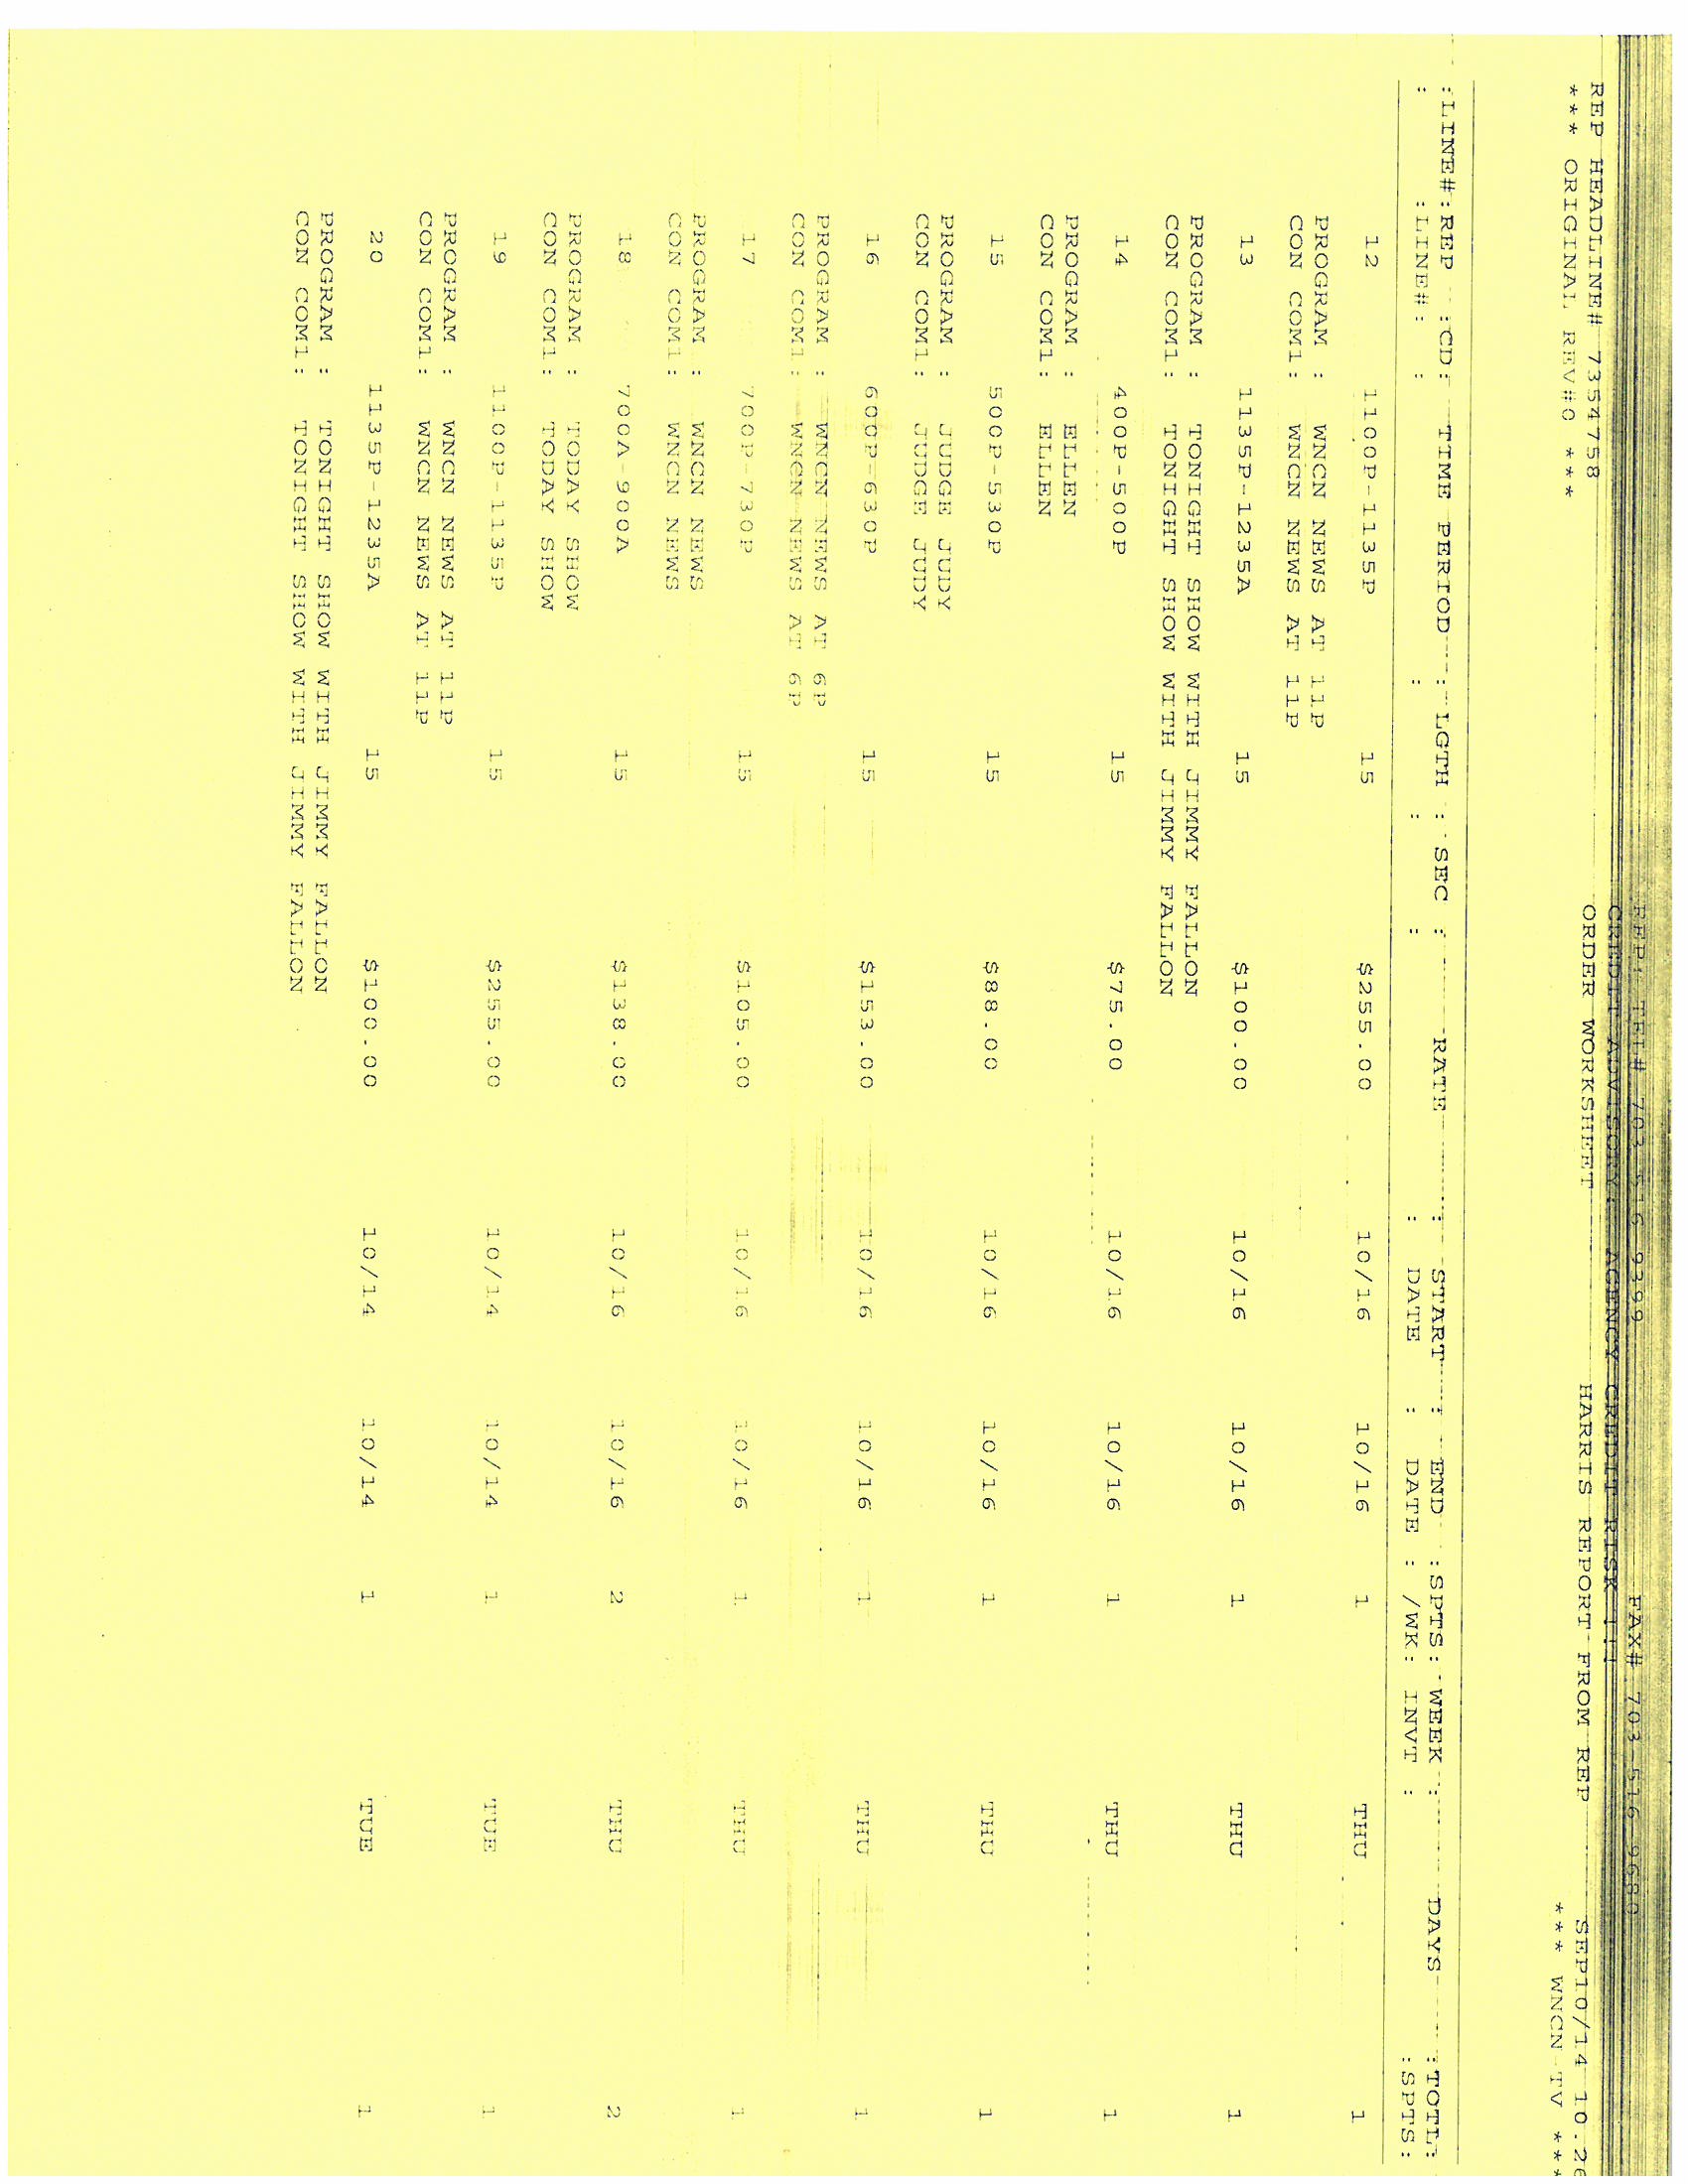 REP TEL# 703-516-9399 FAX# 703-516-9680
CREDIT ADVISORY: AGENCY CREDIT RISK
REP HEADLINE# 7354758 ORDER WORKSHEET HARRIS REPORT FROM REP SEP10/14 10.26
*** ORIGINAL REV#0 *** *** WNCN-TV ***
:LINE#:REP :CD: TIME PERIOD : LGTH : SEC : RATE : START : END :SPTS: WEEK : DAYS :TOTL:
: :LINE#: : : : : : DATE : DATE : /WK: INVT : :SPTS:
12 1100P-1135P 15 $255.00 10/16 10/16 1 THU 1
PROGRAM : WNCN NEWS AT 11P
CON COM1: WNCN NEWS AT 11P
13 1135P-1235A 15 $100.00 10/16 10/16 1 THU 1
PROGRAM : TONIGHT SHOW WITH JIMMY FALLON
CON COM1: TONIGHT SHOW WITH JIMMY FALLON
14 400P-500P 15 $75.00 10/16 10/16 1 THU 1
PROGRAM : ELLEN
CON COM1: ELLEN
15 500P-530P 15 $88.00 10/16 10/16 1 THU 1
PROGRAM : JUDGE JUDY
CON COM1: JUDGE JUDY
16 600P-630P 15 $153.00 10/16 10/16 1 THU 1
PROGRAM : WNCN NEWS AT 6P
CON COM1: WNCN NEWS AT 6P
17 700P-730P 15 $105.00 10/16 10/16 1 THU 1
PROGRAM : WNCN NEWS
CON COM1: WNCN NEWS
18 700A-900A 15 $138.00 10/16 10/16 2 THU 2
PROGRAM : TODAY SHOW
CON COM1: TODAY SHOW
19 1100P-1135P 15 $255.00 10/14 10/14 1 TUE 1
PROGRAM : WNCN NEWS AT 11P
CON COM1: WNCN NEWS AT 11P
20 1135P-1235A 15 $100.00 10/14 10/14 1 TUE 1
PROGRAM : TONIGHT SHOW WITH JIMMY FALLON
CON COM1: TONIGHT SHOW WITH JIMMY FALLON